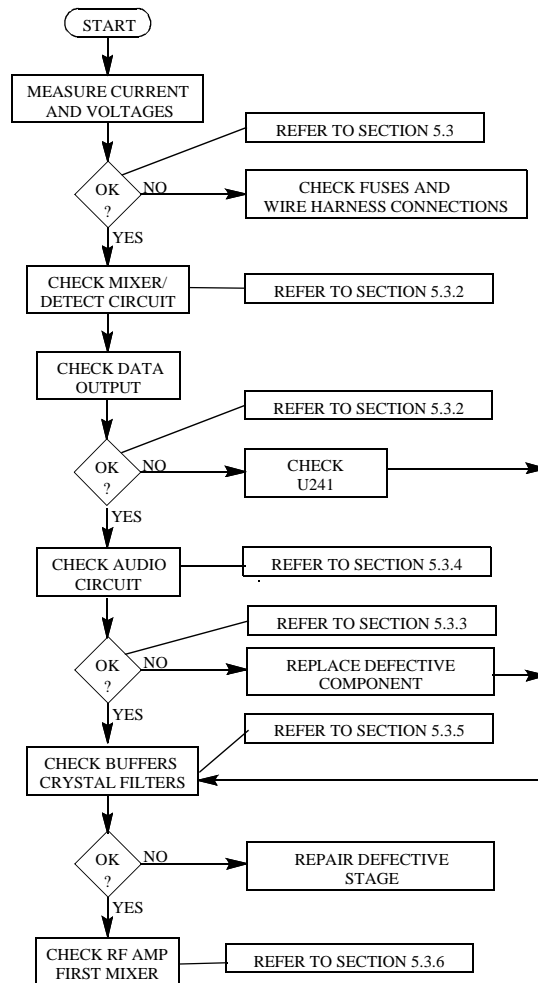 START
MEASURE CURRENT
AND VOLTAGES
REFER TO SECTION 5.3
OK
?
NO
CHECK FUSES AND
WIRE HARNESS CONNECTIONS
YES
CHECK MIXER/
DETECT CIRCUIT
REFER TO SECTION 5.3.2
CHECK DATA
OUTPUT
REFER TO SECTION 5.3.2
OK
?
NO
CHECK
U241
YES
CHECK AUDIO
CIRCUIT
REFER TO SECTION 5.3.4
REFER TO SECTION 5.3.3
OK
?
NO
REPLACE DEFECTIVE
COMPONENT
YES
REFER TO SECTION 5.3.5
CHECK BUFFERS
CRYSTAL FILTERS
OK
?
NO
REPAIR DEFECTIVE
STAGE
YES
CHECK RF AMP
FIRST MIXER
REFER TO SECTION 5.3.6